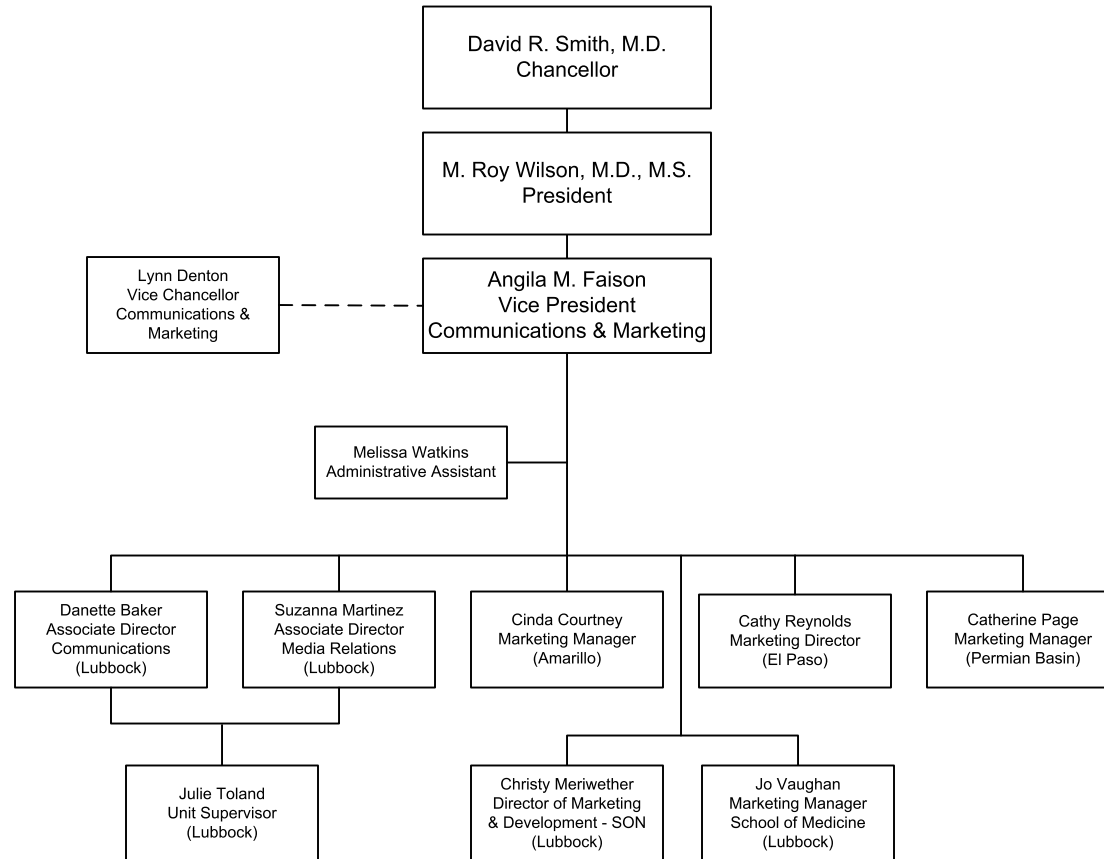 David R. Smith, M.D.
Chancellor
M. Roy Wilson, M.D., M.S.
President
Lynn Denton
Vice Chancellor
Communications &
Marketing
Angila M. Faison
Vice President
Communications & Marketing
Melissa Watkins
Administrative Assistant
Danette Baker
Associate Director
Communications
(Lubbock)
Suzanna Martinez
Associate Director
Media Relations
(Lubbock)
Cinda Courtney
Marketing Manager
(Amarillo)
Cathy Reynolds
Marketing Director
(El Paso)
Catherine Page
Marketing Manager
(Permian Basin)
Julie Toland
Unit Supervisor
(Lubbock)
Christy Meriwether
Director of Marketing
& Development - SON
(Lubbock)
Jo Vaughan
Marketing Manager
School of Medicine
(Lubbock)